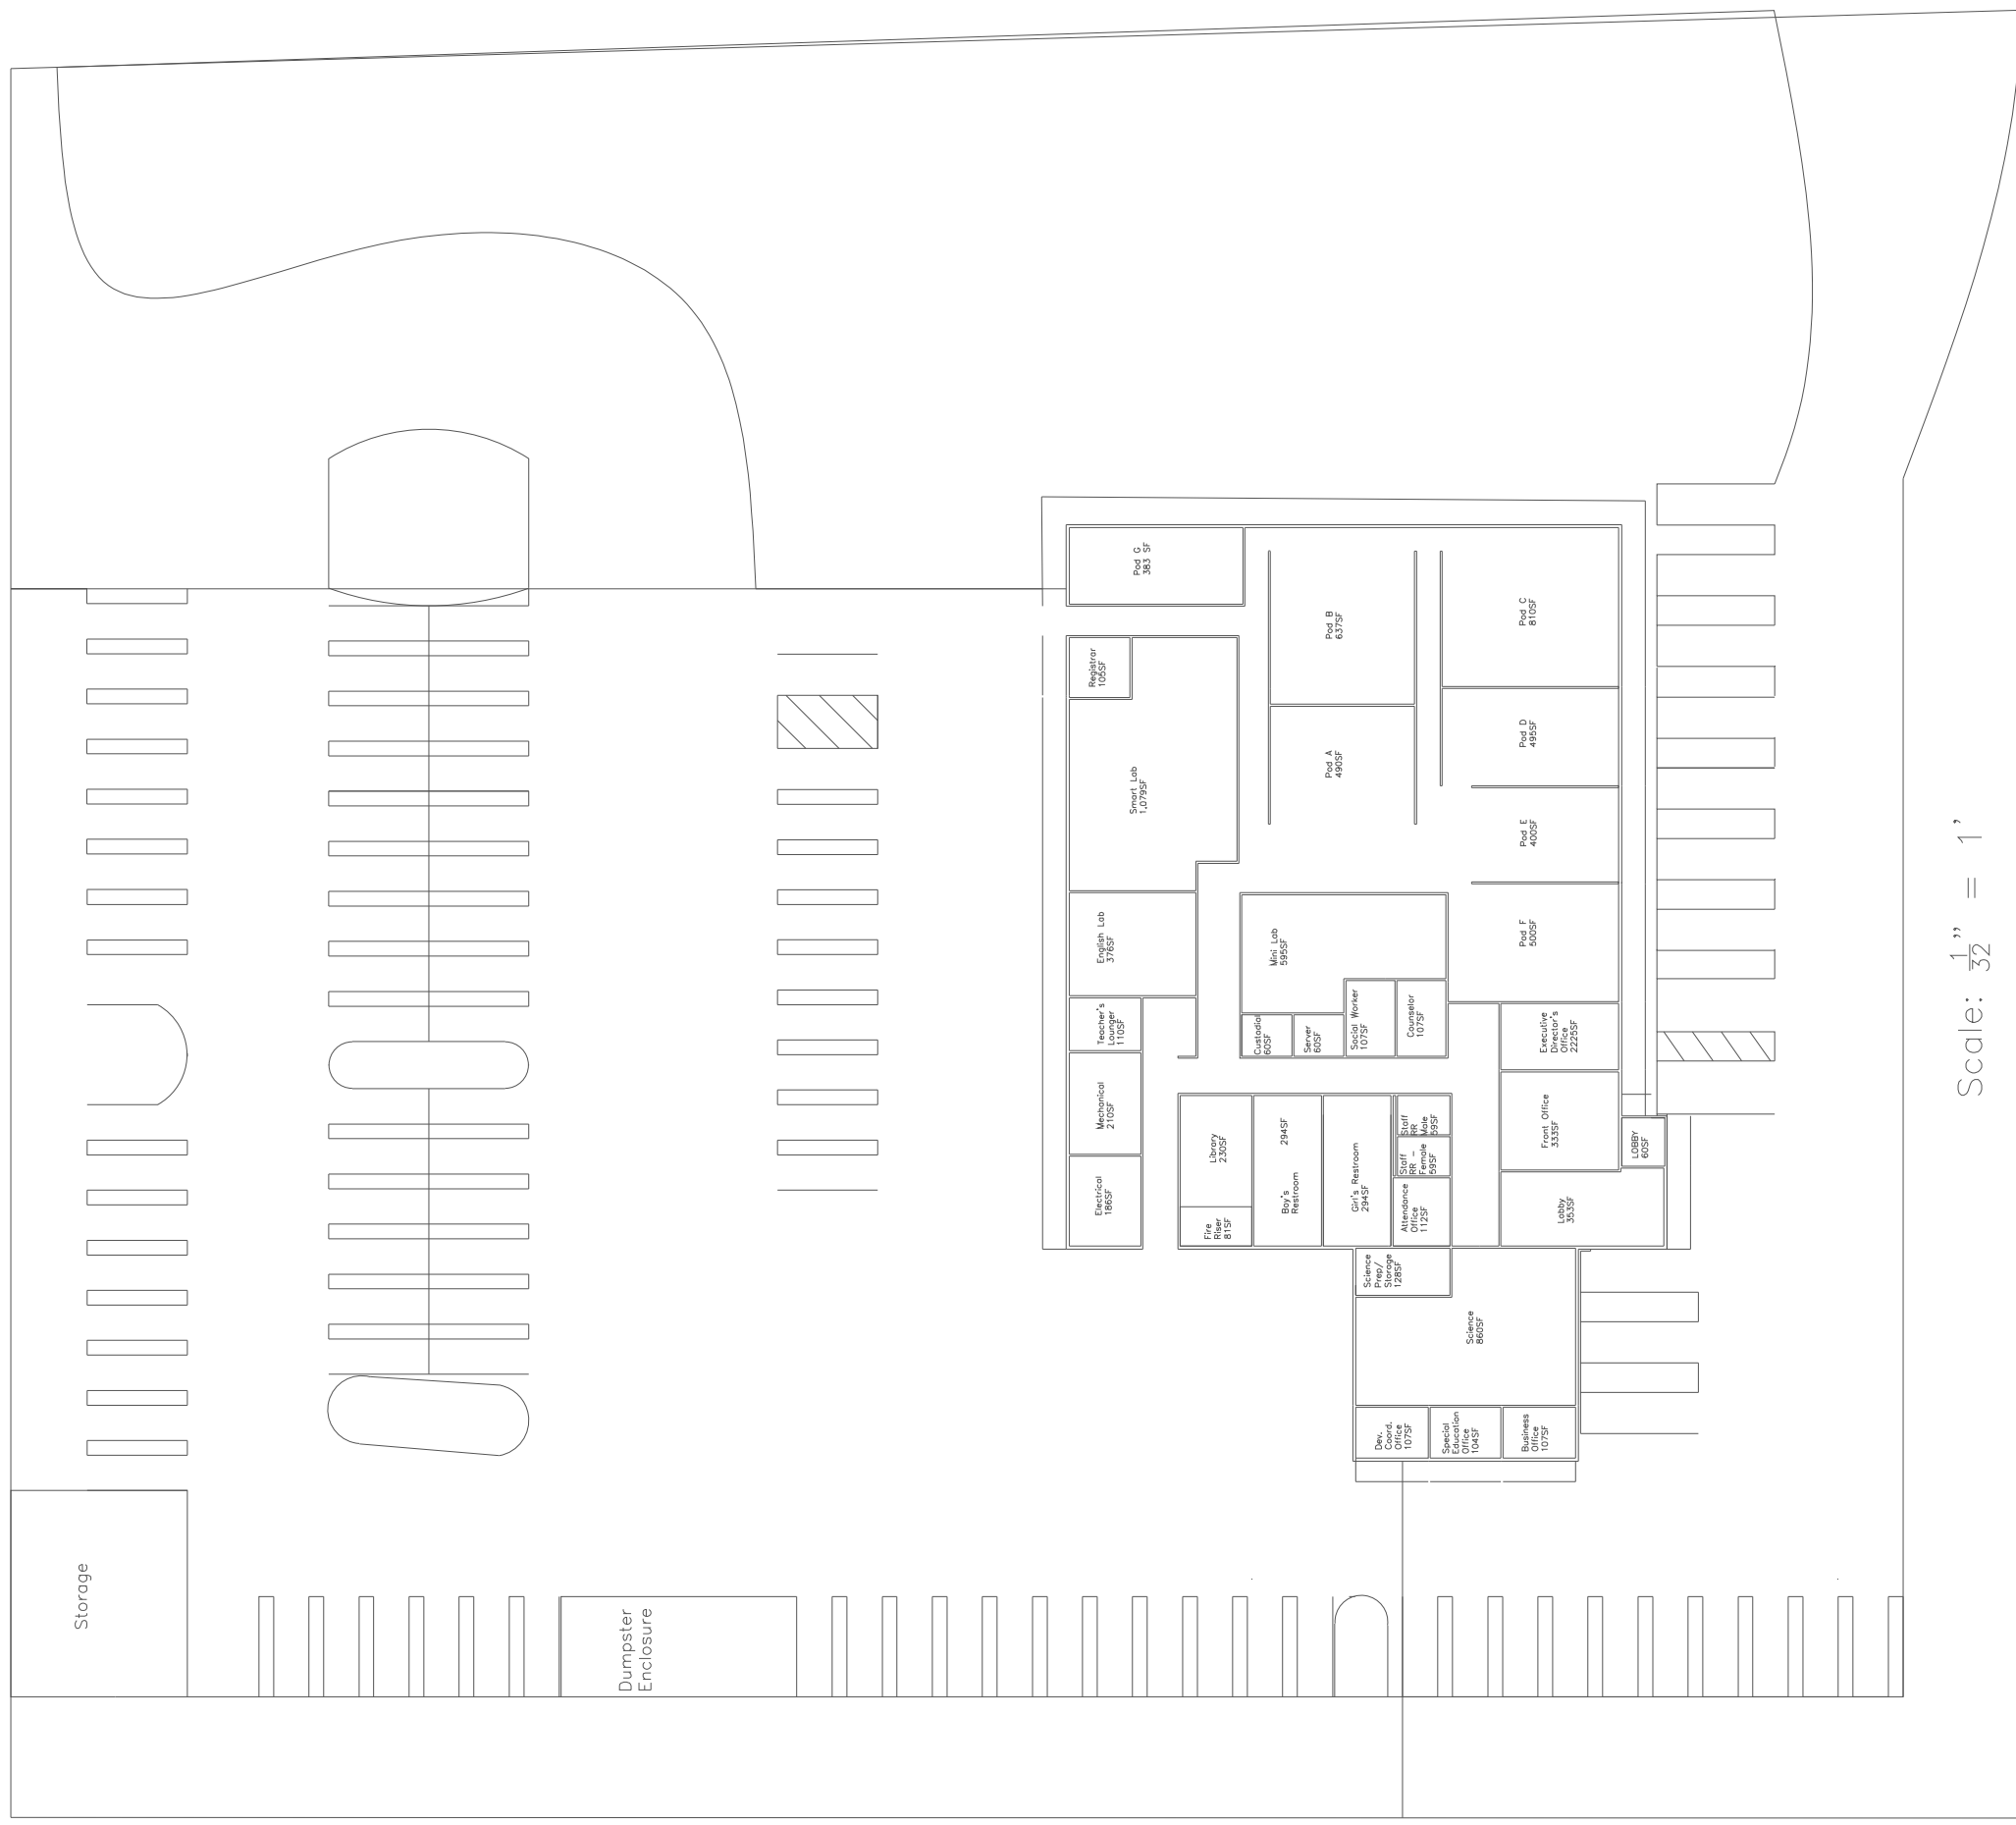 Pod G
383 SF
Registrar
105SF
Smart Lab
1,079SF
English Lab
376SF
Teacher's
Lounger
110SF
Mechanical
210SF
Electrical
186SF
Pod B
637SF
Pod A
490SF
Pod C
810SF
Pod D
495SF
Pod E
400SF
Pod F
500SF
Mini Lab
595SF
Custodial
60SF
Server
60SF
Social Worker
107SF
Counselor
107SF
Executive
Director's
Office
2225SF
Front Office
333SF
LOBBY
60SF
Lobby
353SF
Library
230SF
Fire
Riser
81SF
294SF
Boy's
Restroom
Girl's Restroom
294SF
Staff
RR
Male
59SF
Staff
RR –
Female
59SF
Attendance
Office
112SF
Science
Prep/
Storage
128SF
Science
860SF
Dev.
Coord.
Office
107SF
Special
Education
Office
104SF
Business
Office
107SF
Storage
Dumpster
Enclosure
Scale: 1/32" = 1'